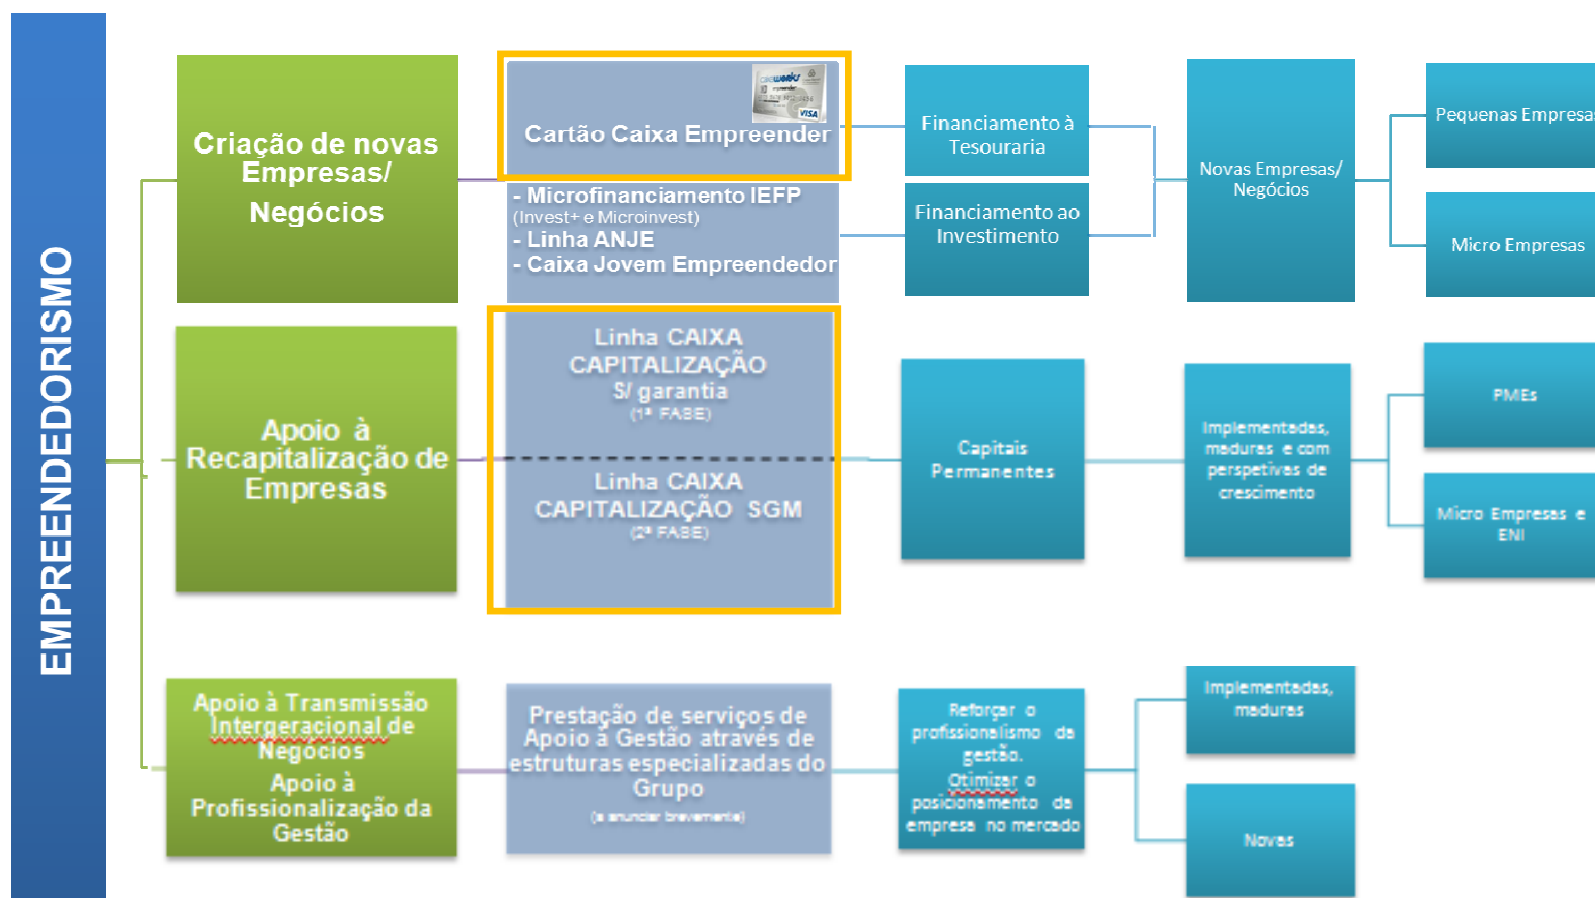 EMPREENDEDORISMO
Criação de novas
Empresas/
Negócios
works
VISA
Cartão Caixa Empreender
- Microfinanciamento IEFP
(Invest+ e Microinvest)
- Linha ANJE
- Caixa Jovem Empreendedor
Financiamento à
Tesouraria
Financiamento ao
Investimento
Novas Empresas/
Negócios
Pequenas Empresas
Micro Empresas
Apoio à
Recapitalização de
Empresas
Linha CAIXA
CAPITALIZAÇÃO
S/ garantia
(1ª FASE)
Linha CAIXA
CAPITALIZAÇÃO SGM
(2ª FASE)
Capitais
Permanentes
Implementadas,
maduras e com
perspetivas de
crescimento
PMEs
Micro Empresas e
ENI
Apoio à Transmissão
Intergeracional de
Negócios
Apoio à
Profissionalização da
Gestão
Prestação de serviços de
Apoio à Gestão através de
estruturas especializadas do
Grupo
(a anunciar brevemente)
Reforçar o
profissionalismo da
gestão.
Otimizar o
posicionamento da
empresa no mercado
Implementadas,
maduras
Novas